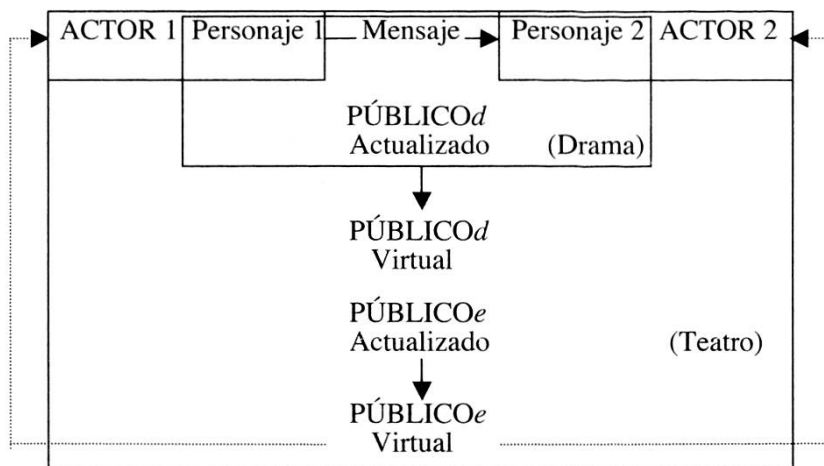 ACTOR 1 Personaje 1 Mensaje Personaje 2 ACTOR 2
PÚBLICOd
Actualizado (Drama)
PÚBLICOd
Virtual
PÚBLICOe
Actualizado (Teatro)
PÚBLICOe
Virtual